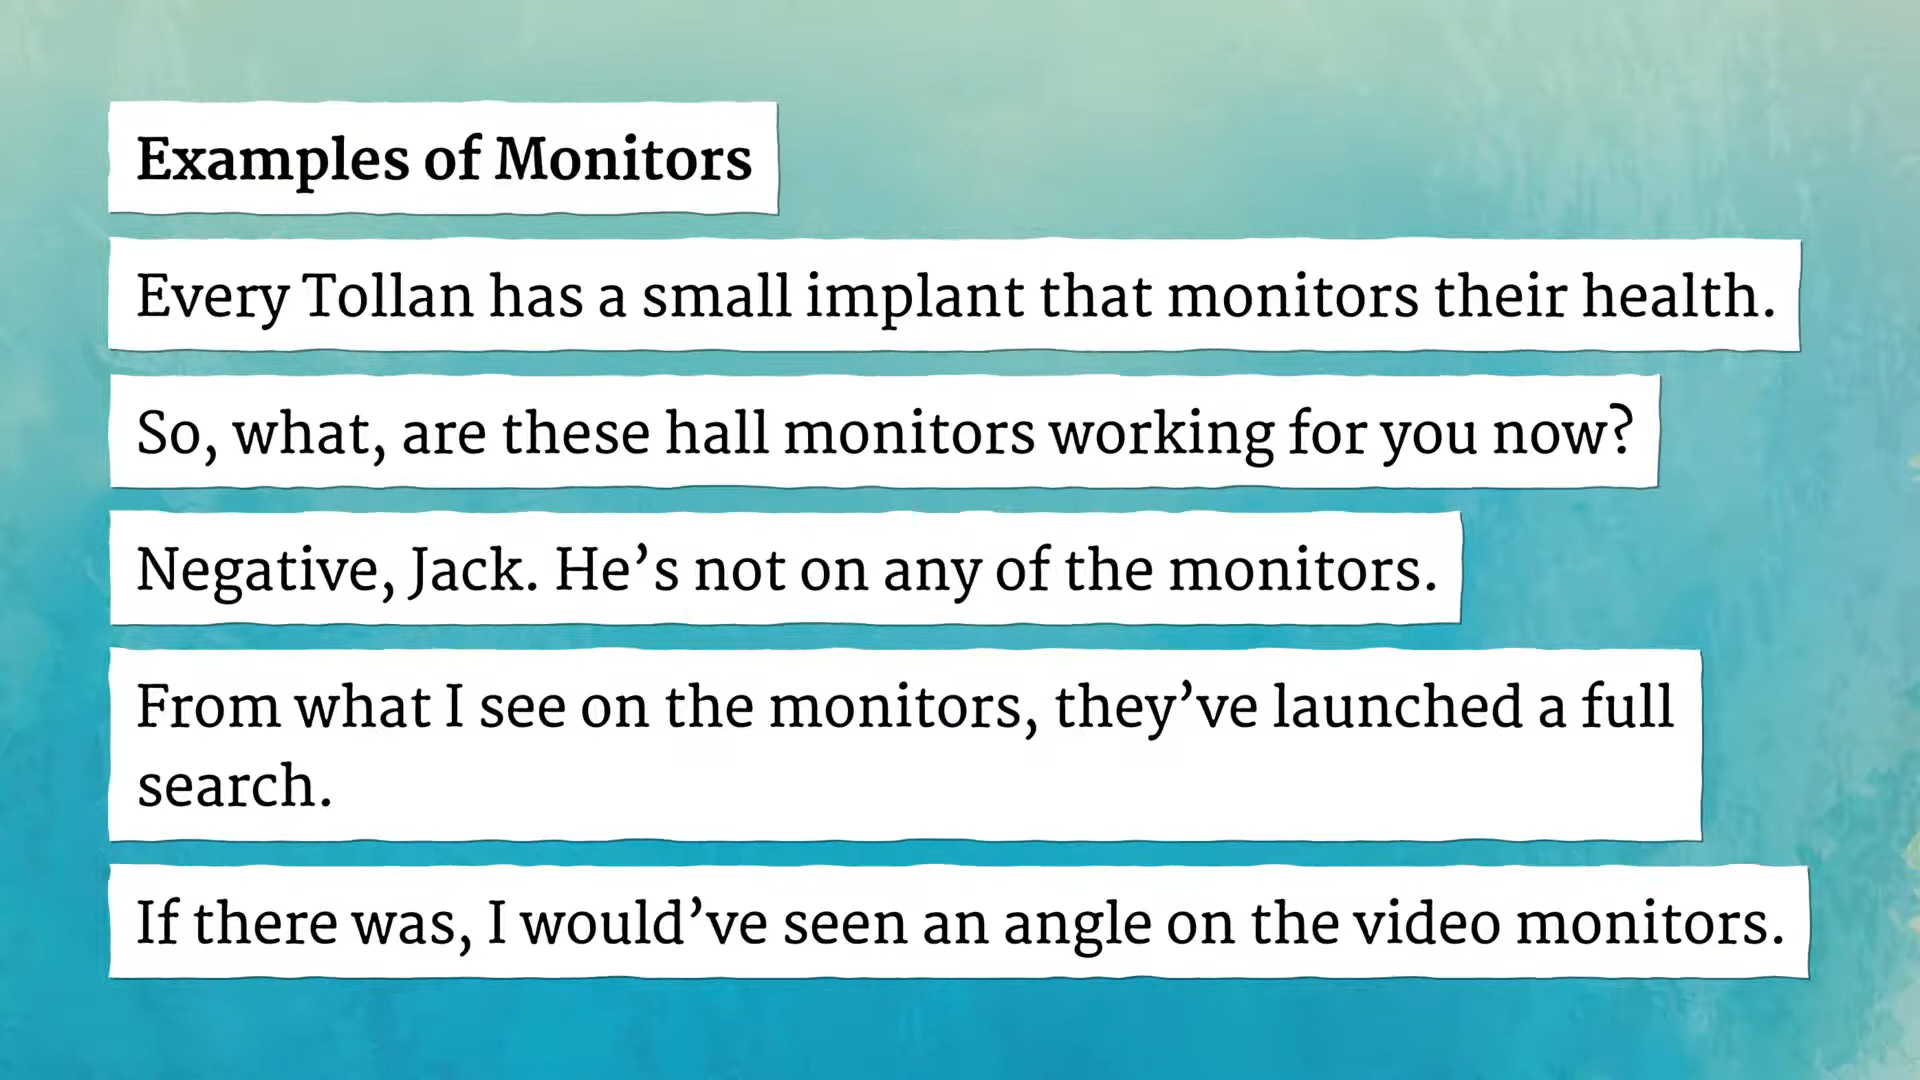 Examples of Monitors
Every Tollan has a small implant that monitors their health.
So, what, are these hall monitors working for you now?
Negative, Jack. He’s not on any of the monitors.
From what I see on the monitors, they’ve launched a full
search.
If there was, I would’ve seen an angle on the video monitors.